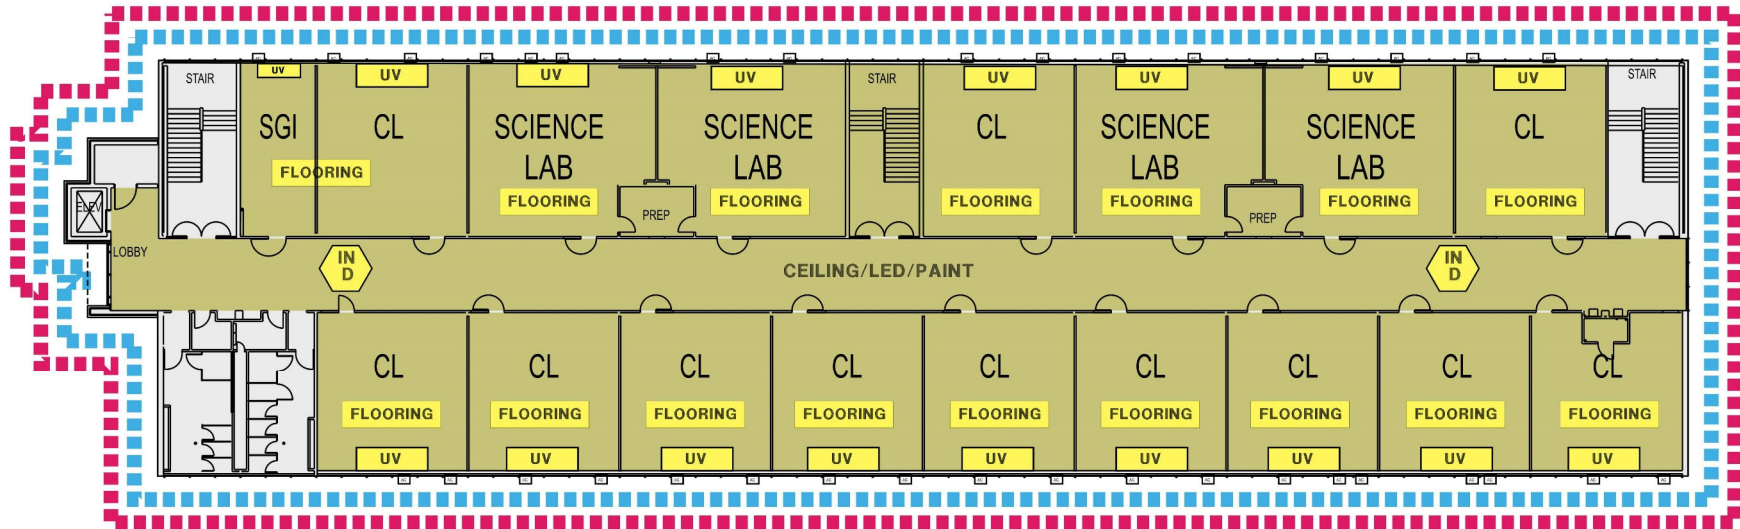 STAIR
UV
UV
UV
UV
STAIR
UV
UV
UV
UV
STAIR
SGI
CL
SCIENCE
LAB
SCIENCE
LAB
CL
SCIENCE
LAB
SCIENCE
LAB
CL
FLOORING
FLOORING
FLOORING
FLOORING
FLOORING
FLOORING
FLOORING
ELEV
PREP
PREP
LOBBY
IN
D
CEILING/LED/PAINT
IN
D
CL
CL
CL
CL
CL
CL
CL
CL
CL
FLOORING
FLOORING
FLOORING
FLOORING
FLOORING
FLOORING
FLOORING
FLOORING
FLOORING
UV
UV
UV
UV
UV
UV
UV
UV
UV